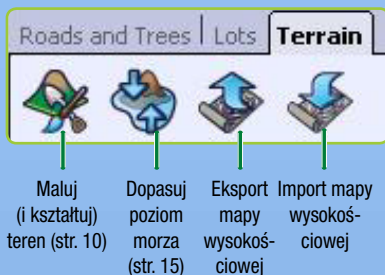 Roads and Trees Lots Terrain
Maluj
(i kształtuj)
teren (str. 10)
Dopasuj
poziom
morza
(str. 15)
Eksport
mapy
wysokoś-
ciowej
Import mapy
wysokoś-
ciowej